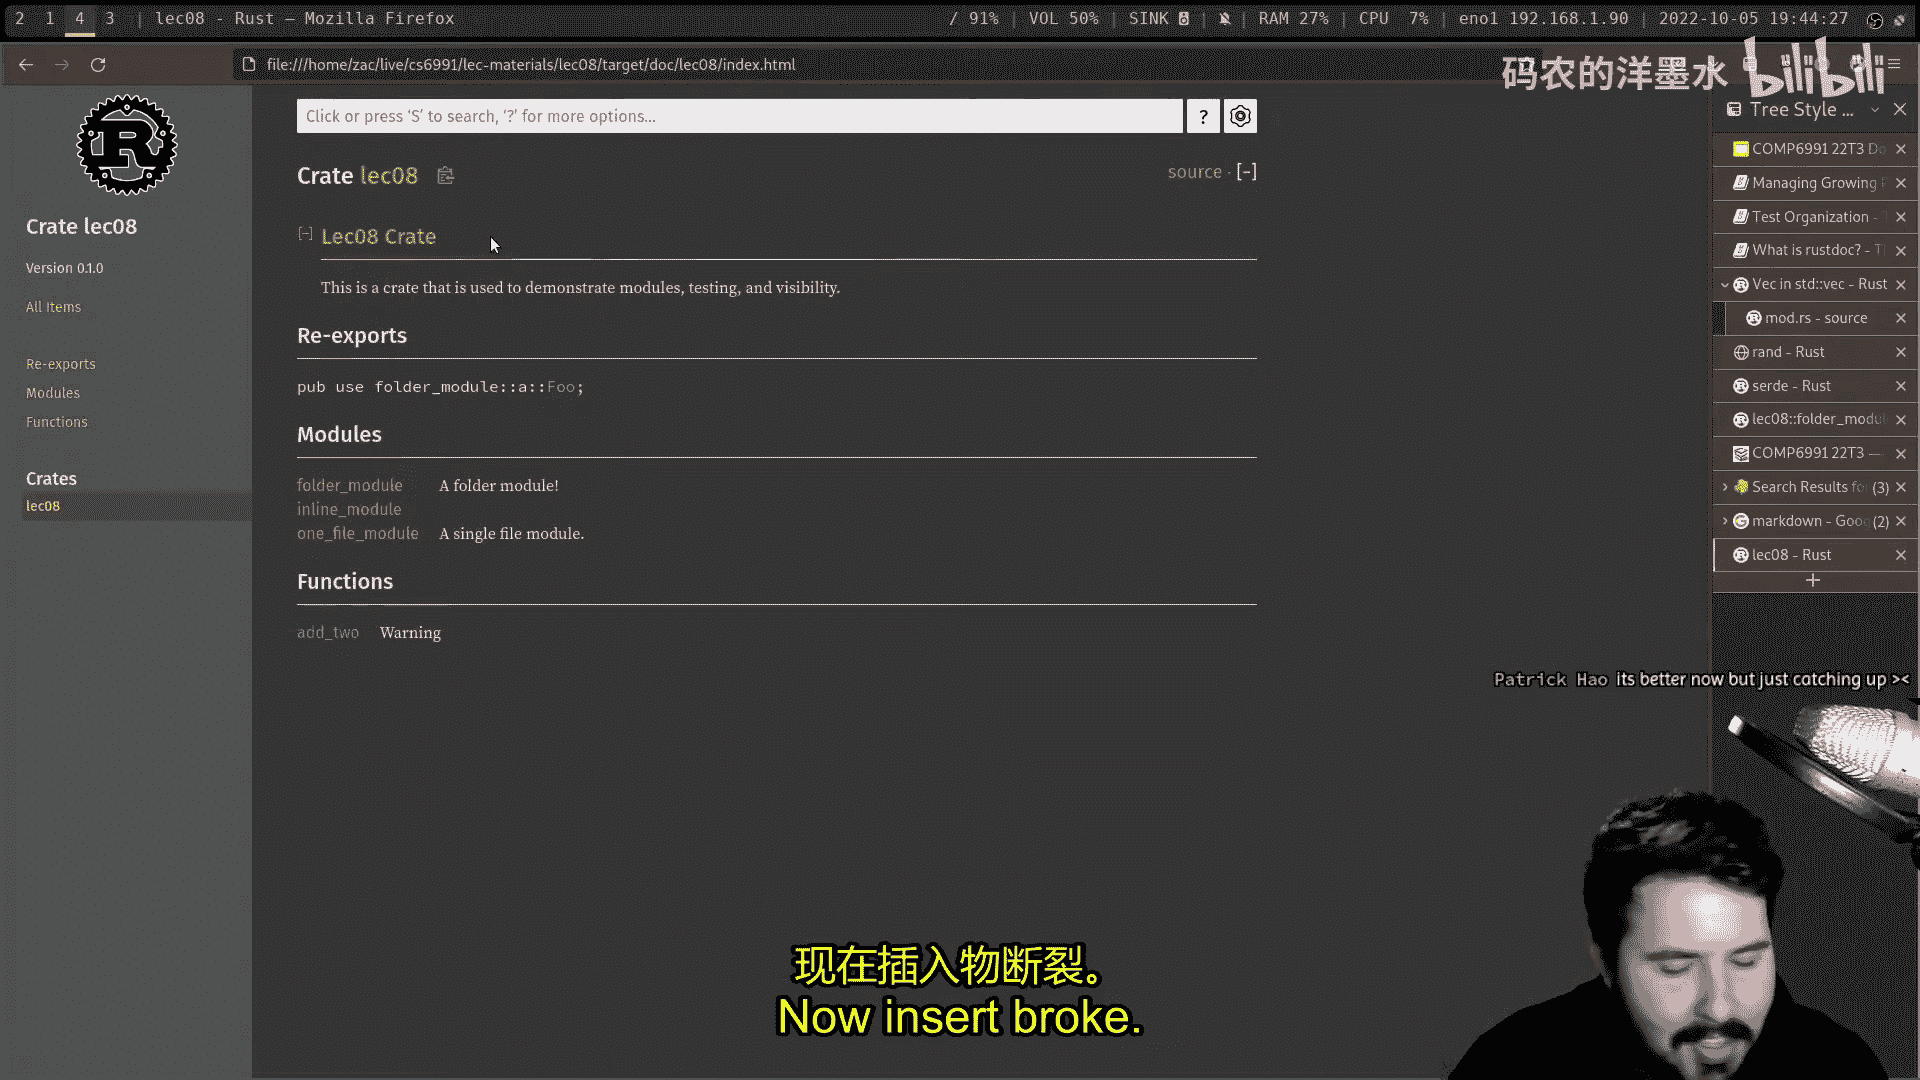 2 1 4 3 | lec08 - Rust — Mozilla Firefox
/ 91% | VOL 50% | SINK | | RAM 27% | CPU 7% | eno1 192.168.1.90 | 2022-10-05 19:44:27
file:///home/zac/live/cs6991/lec-materials/lec08/target/doc/lec08/index.html
码农的洋墨水 bilibili
Click or press ‘S’ to search, ‘?’ for more options…
?
Crate lec08
source · [-]
[-] Lec08 Crate
This is a crate that is used to demonstrate modules, testing, and visibility.
Re-exports
pub use folder_module::a::Foo;
Modules
folder_module A folder module!
inline_module
one_file_module A single file module.
Functions
add_two Warning
R
Crate lec08
Version 0.1.0
All Items
Re-exports
Modules
Functions
Crates
lec08
Tree Style ...
COMP6991 22T3 Do
Managing Growing
Test Organization -
What is rustdoc? - T
Vec in std::vec - Rust
mod.rs - source
rand - Rust
serde - Rust
lec08::folder_modul
COMP6991 22T3 —
Search Results fo (3)
markdown - Goo (2)
lec08 - Rust
Patrick Hao its better now but just catching up ><
现在插入物断裂。
Now insert broke.